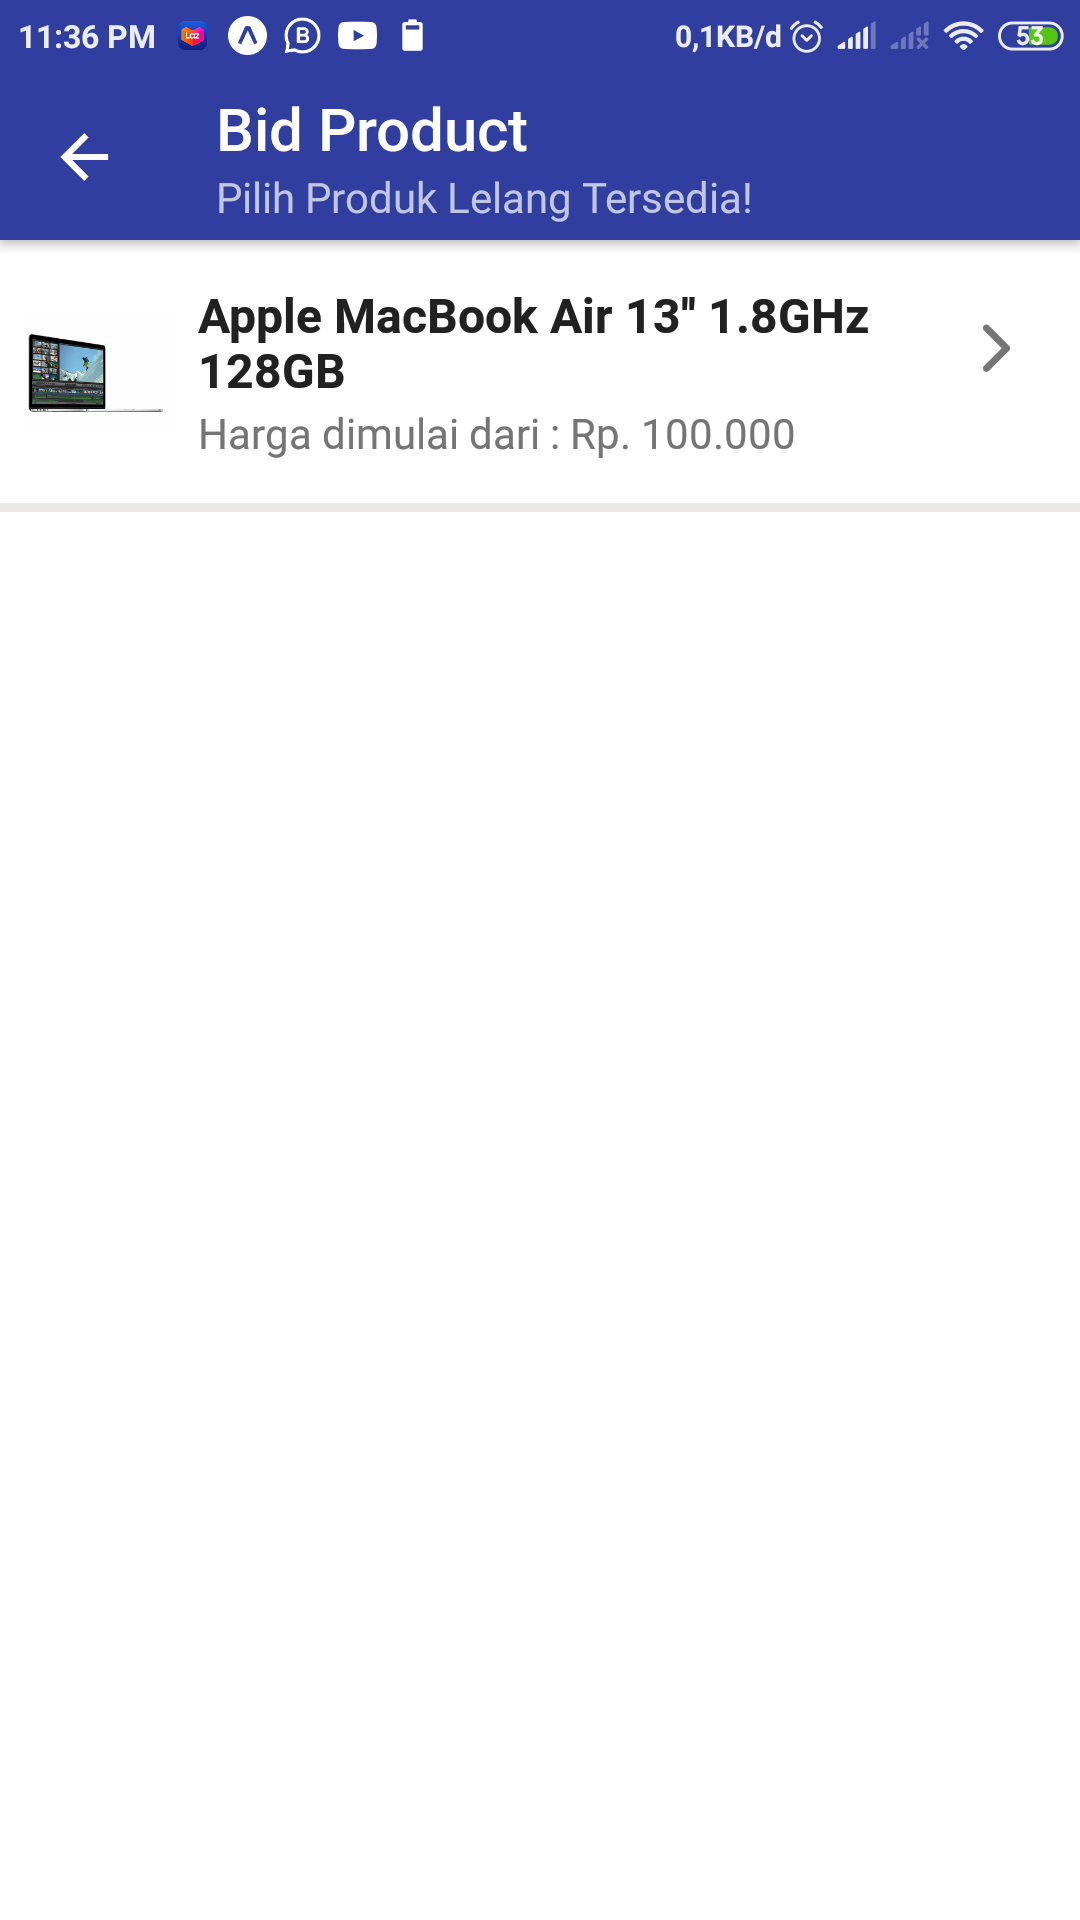 11:36 PM
0,1KB/d
53
Bid Product
Pilih Produk Lelang Tersedia!
Apple MacBook Air 13" 1.8GHz
128GB
Harga dimulai dari : Rp. 100.000